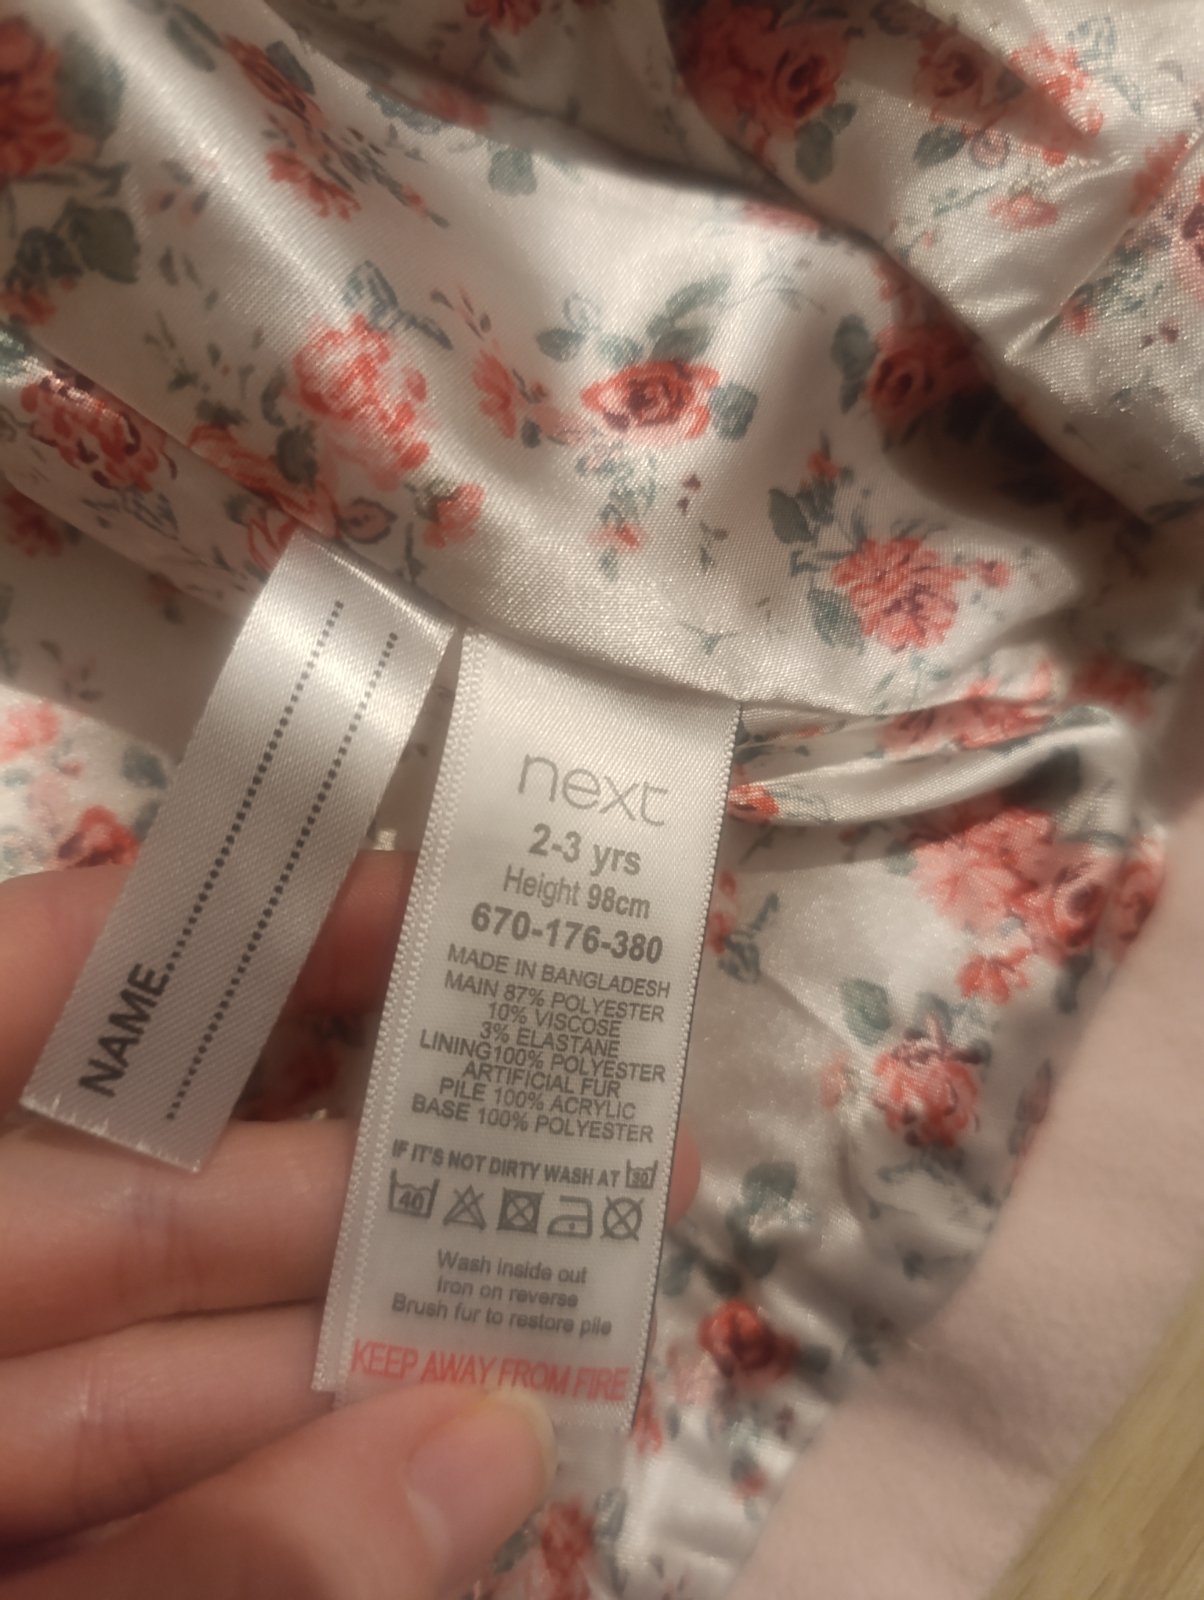 NAME
next
2-3 yrs
Height 98cm
670-176-380
MADE IN BANGLADESH
MAIN 87% POLYESTER
10% VISCOSE
3% ELASTANE
LINING100% POLYESTER
ARTIFICIAL FUR
PILE 100% ACRYLIC
BASE 100% POLYESTER
IF IT'S NOT DIRTY WASH AT 30
40
Wash inside out
Iron on reverse
Brush fur to restore pile
KEEP AWAY FROM FIRE